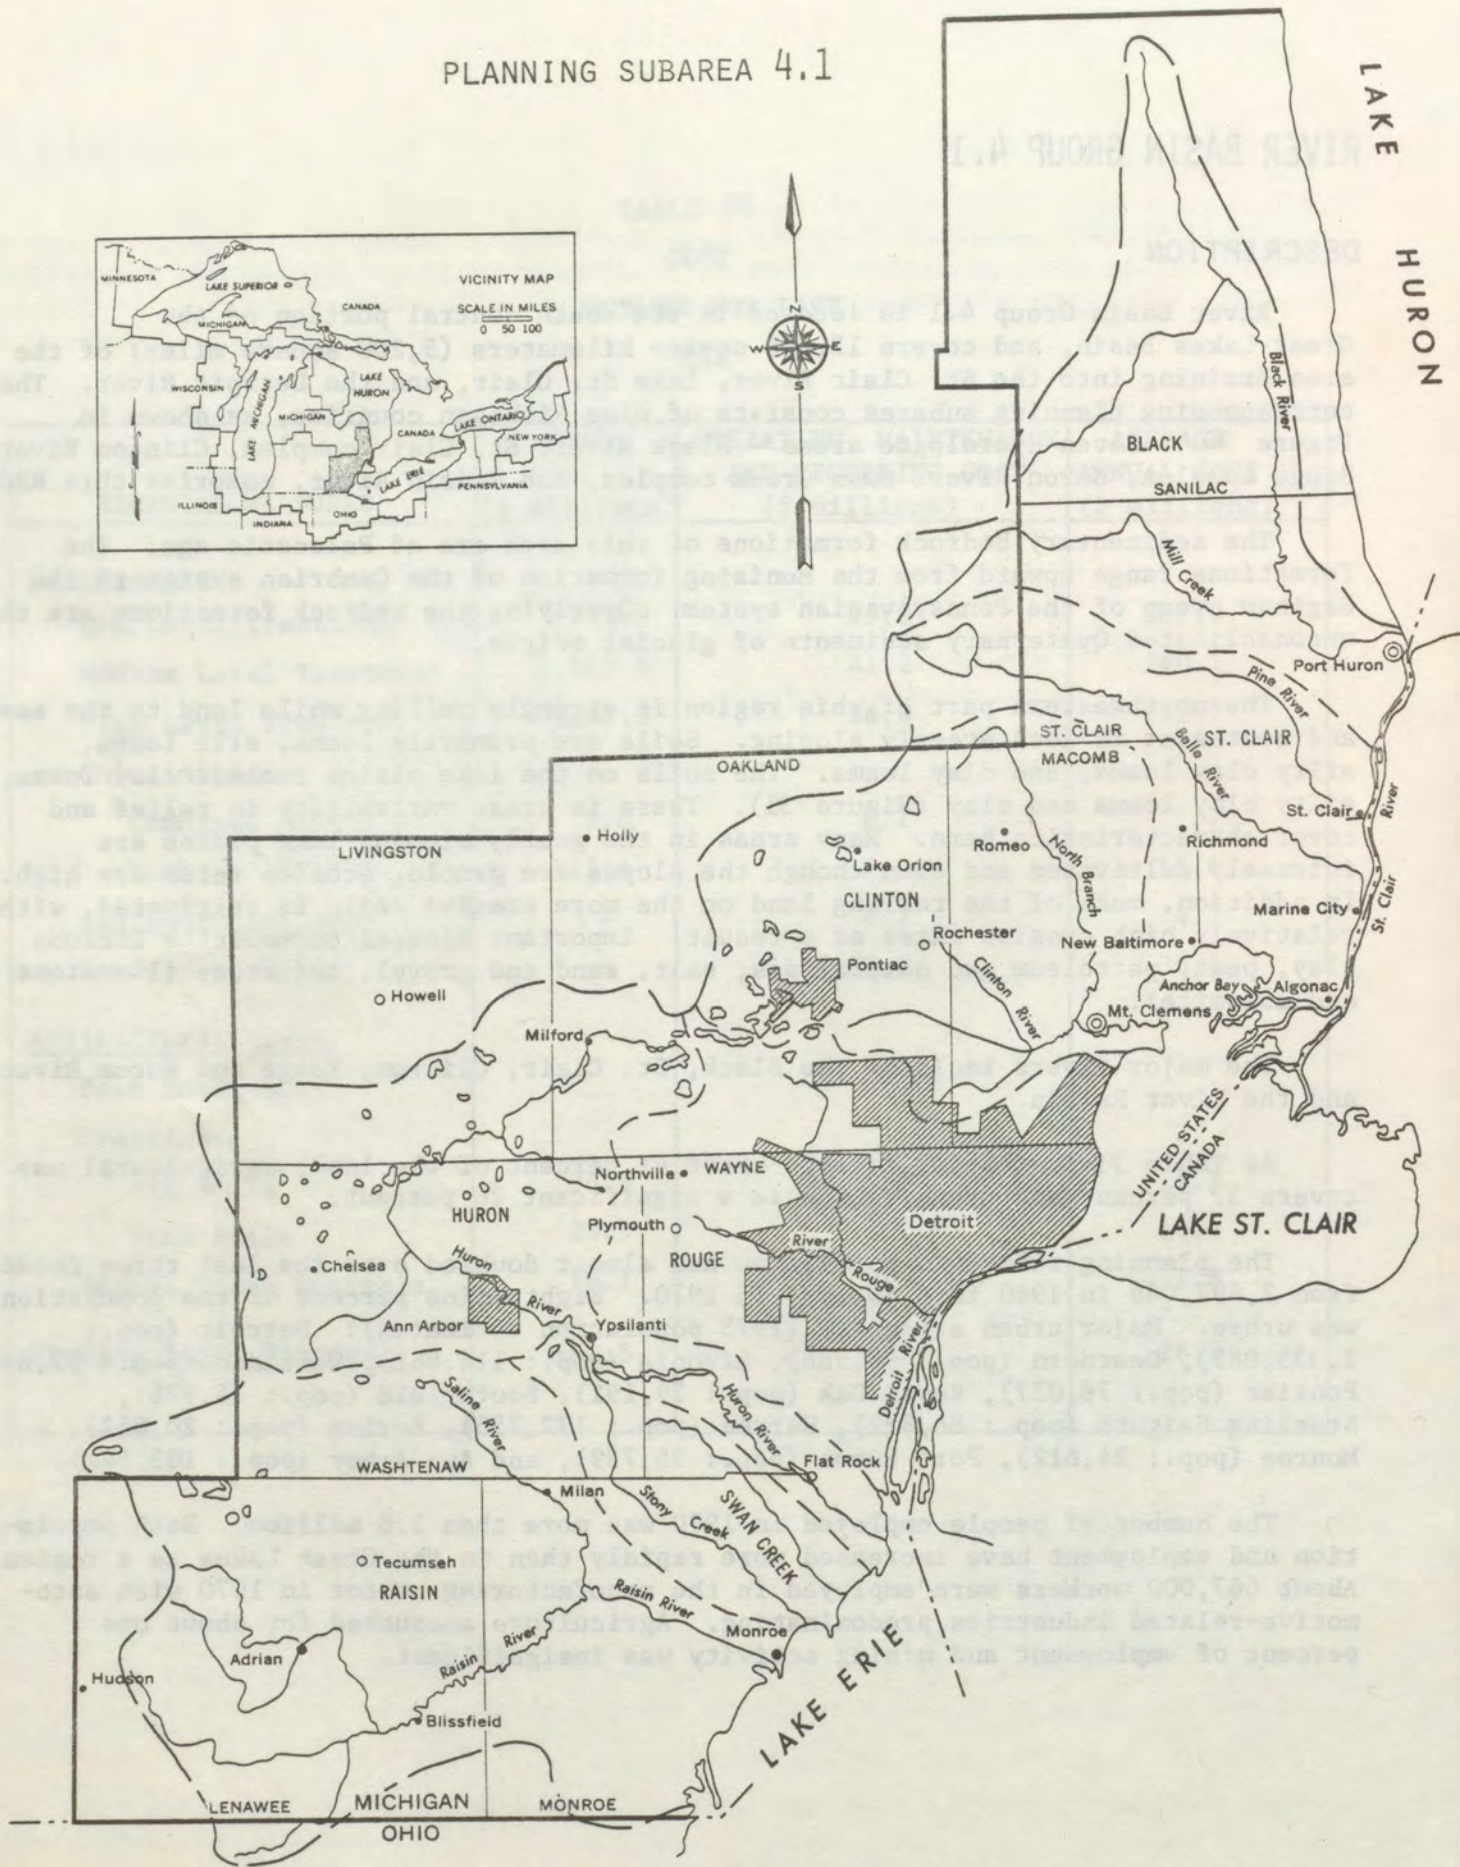 PLANNING SUBAREA 4.1
LAKE HURON
VICINITY MAP
SCALE IN MILES
0 50 100
MINNESOTA
LAKE SUPERIOR
CANADA
MICHIGAN
WISCONSIN
LAKE MICHIGAN
LAKE HURON
MICHIGAN
CANADA
LAKE ONTARIO
NEW YORK
LAKE ERIE
PENNSYLVANIA
ILLINOIS
INDIANA
OHIO
N
W
E
S
Black River
BLACK
SANILAC
Mill Creek
Port Huron
Pine River
ST. CLAIR
ST. CLAIR
MACOMB
OAKLAND
Belle River
St. Clair
River
St. Clair
Holly
LIVINGSTON
Romeo
Richmond
Lake Orion
North Branch
CLINTON
Marine City
Rochester
New Baltimore
Pontiac
Clinton River
Anchor Bay
Algonac
Howell
Mt. Clemens
Milford
UNITED STATES
CANADA
Northville
WAYNE
HURON
Plymouth
River
Detroit
LAKE ST. CLAIR
ROUGE
Huron
Chelsea
Rouge
River
Ann Arbor
Ypsilanti
Detroit River
Saline River
Huron River
Flat Rock
WASHTENAW
Milan
Stony Creek
SWAN CREEK
Tecumseh
RAISIN
Raisin River
Monroe
Adrian
Raisin River
Hudson
LAKE ERIE
Blissfield
LENAWEE
MICHIGAN
MONROE
OHIO